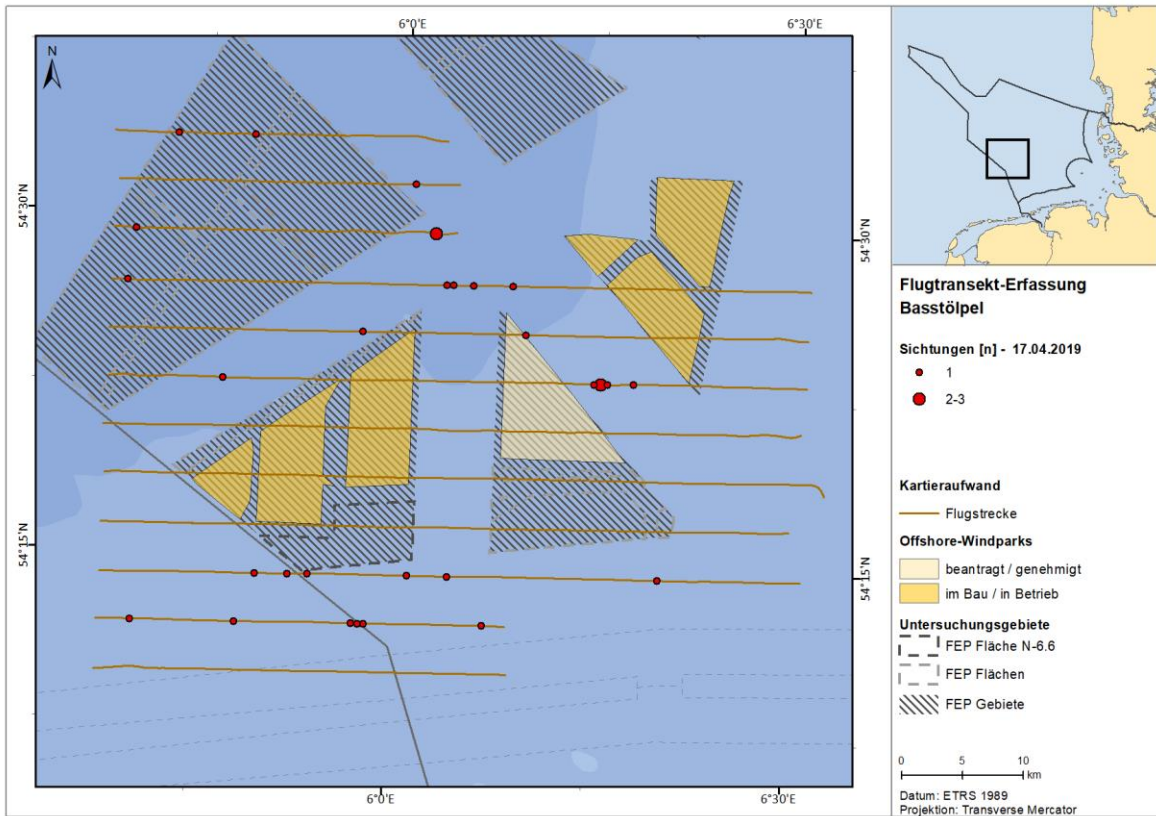 6°0'E
6°30'E
N
54°30'N
54°30'N
54°15'N
54°15'N
6°0'E
6°30'E
Flugtransekt-Erfassung
Basstölpel
Sichtungen [n] - 17.04.2019
1
2-3
Kartieraufwand
Flugstrecke
Offshore-Windparks
beantragt / genehmigt
im Bau / in Betrieb
Untersuchungsgebiete
FEP Fläche N-6.6
FEP Flächen
FEP Gebiete
0 5 10
km
Datum: ETRS 1989
Projektion: Transverse Mercator